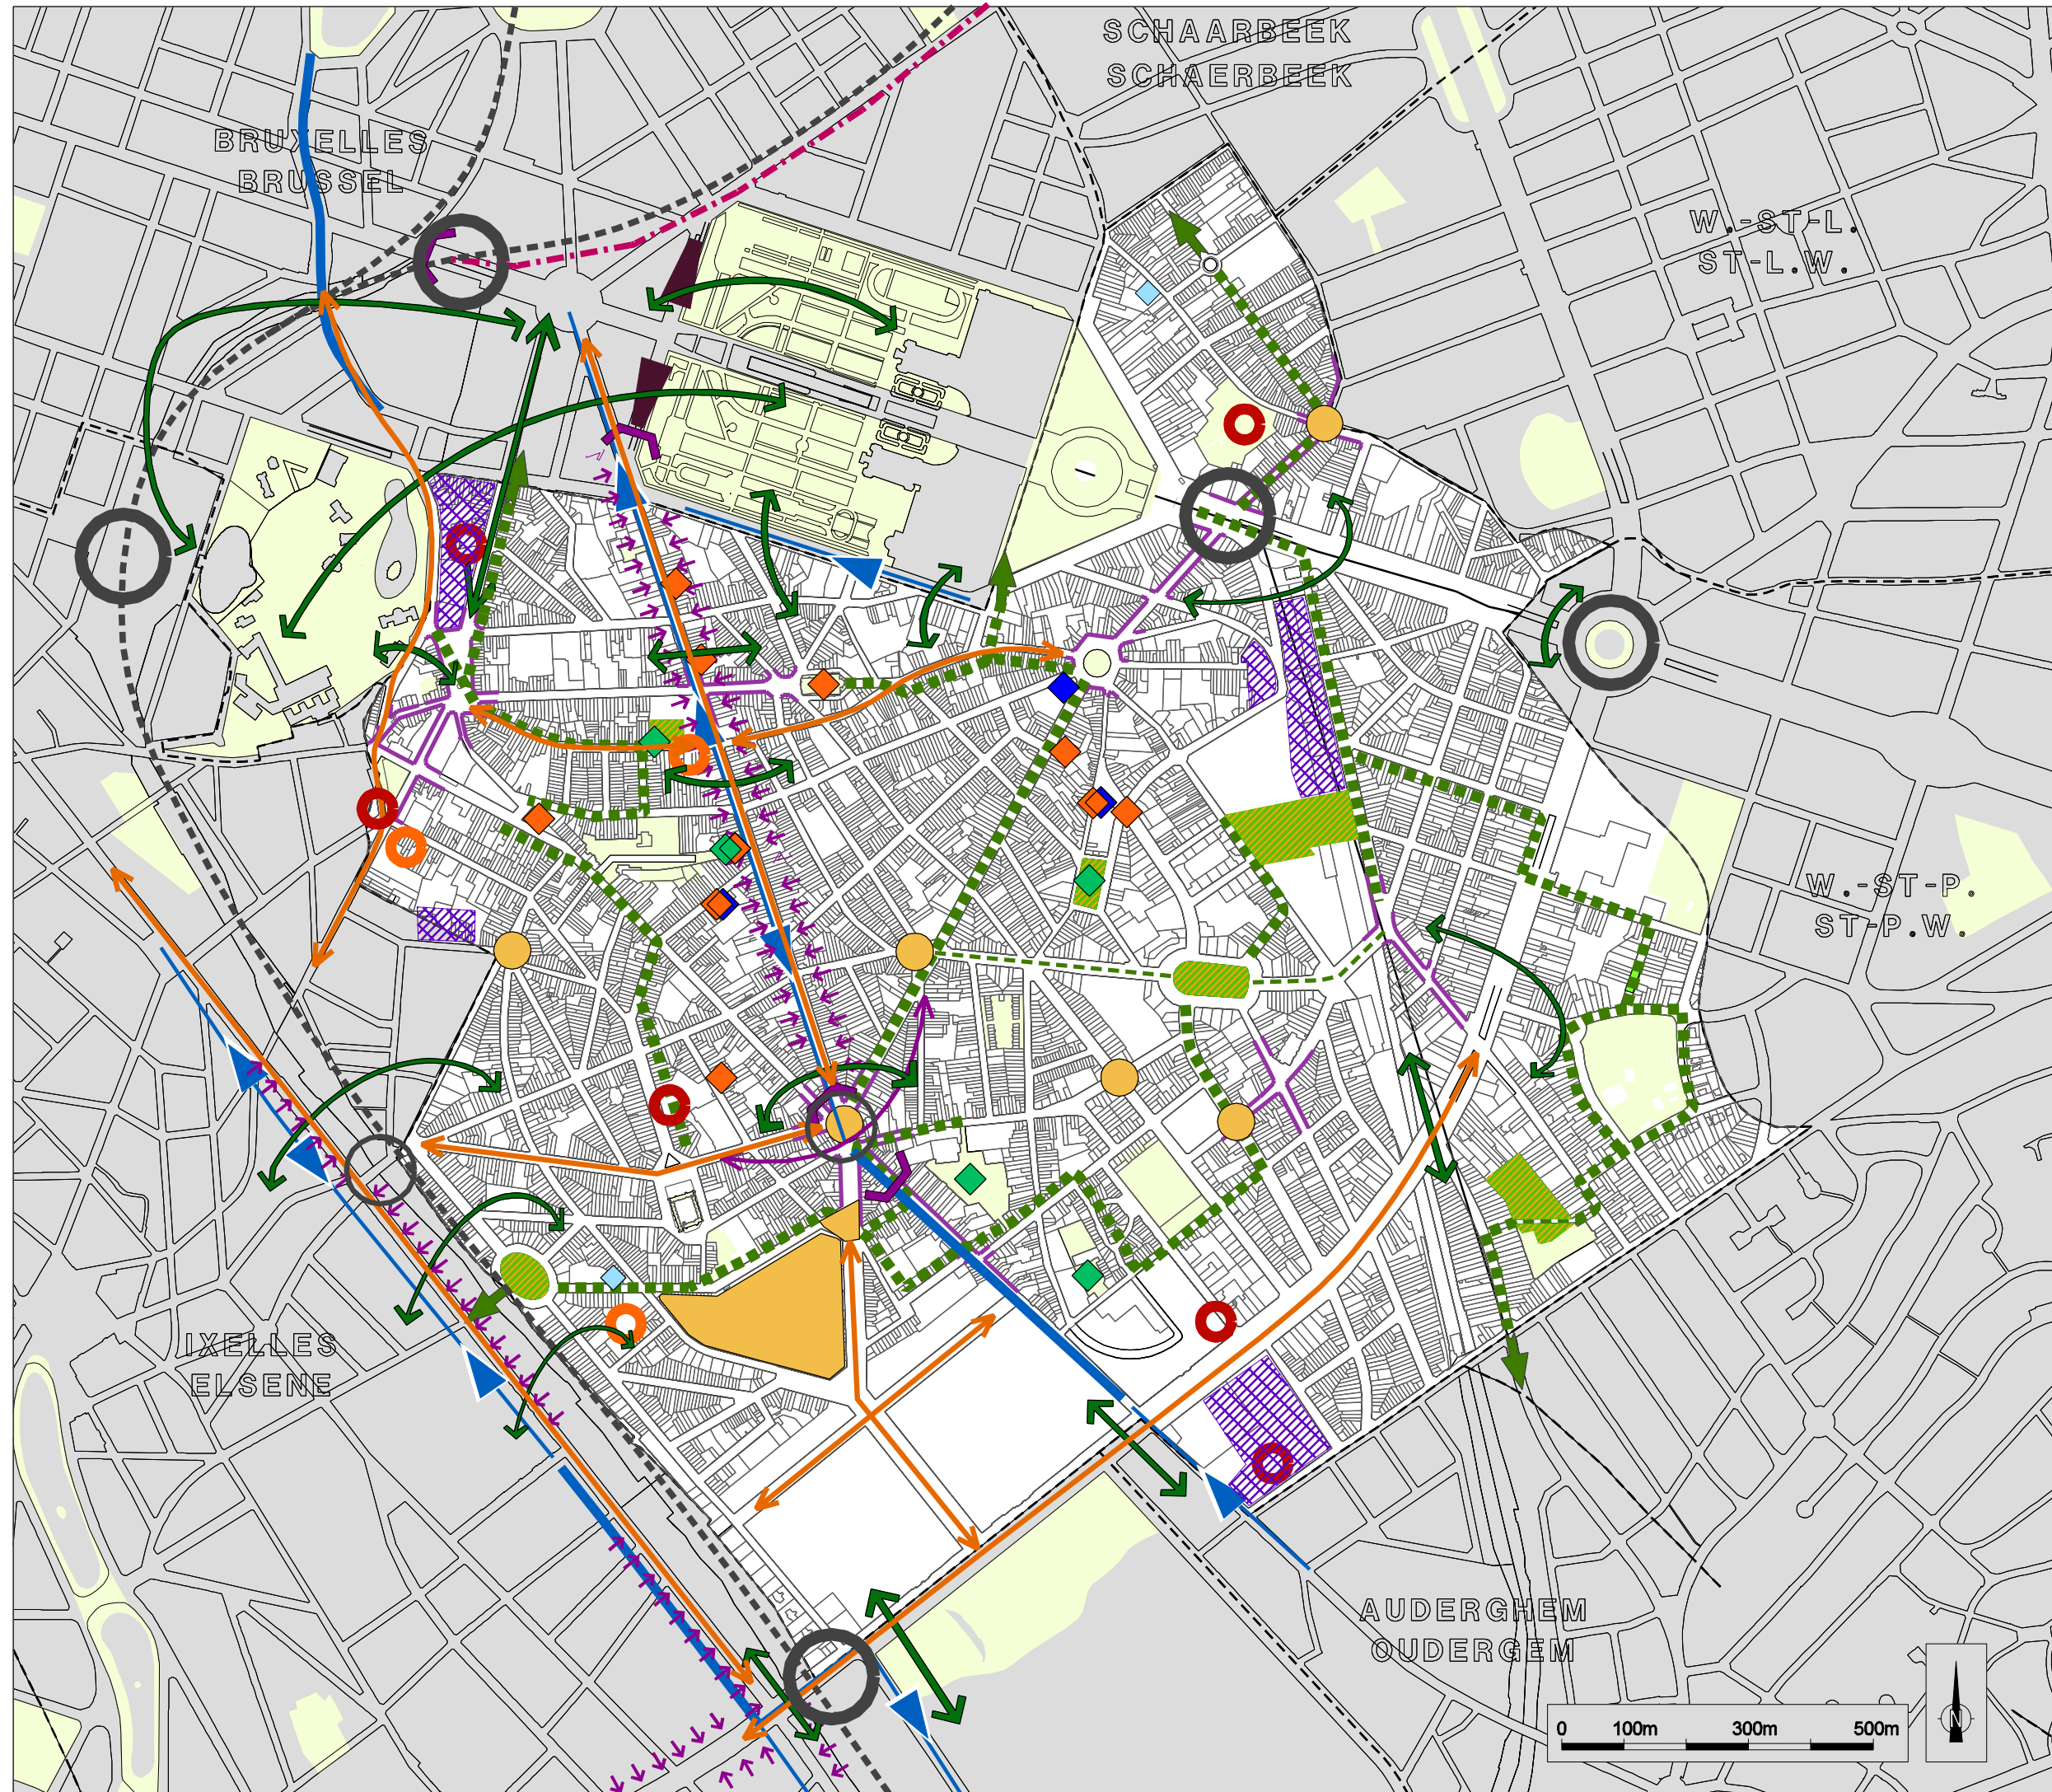 SCHAARBEEK
SCHAERBEEK
BRUXELLES
BRUSSEL
W.-ST-L.
ST-L.W.
W.-ST-P.
ST-P.W.
IXELLES
ELSENE
AUDERGHEM
OUDERGEM
0 100m 300m 500m
N